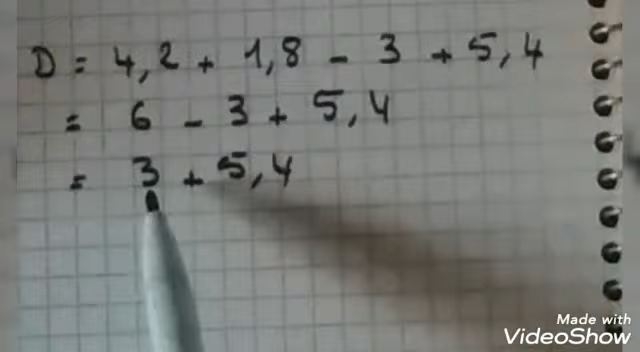 D = 4,2 + 1,8 - 3 + 5,4
= 6 - 3 + 5,4
= 3 + 5,4
Made with
VideoShow